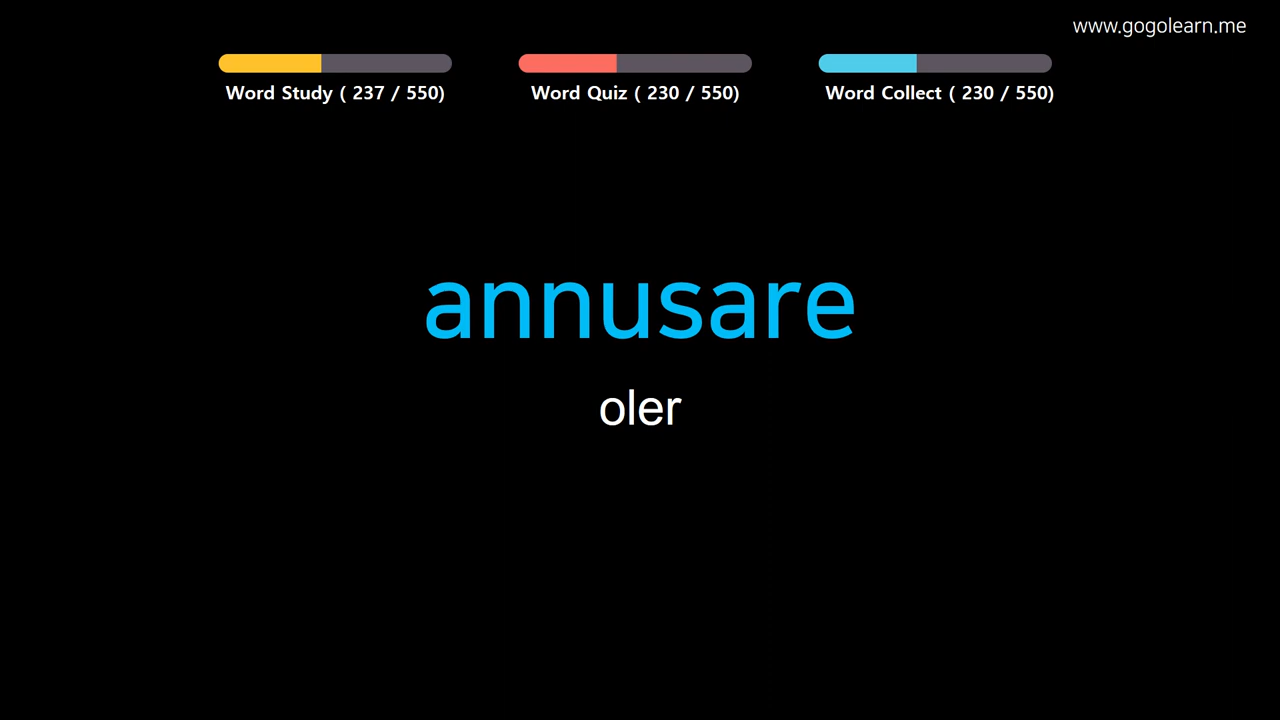 www.gogolearn.me
Word Study ( 237 / 550)
Word Quiz ( 230 / 550)
Word Collect ( 230 / 550)
annusare
oler